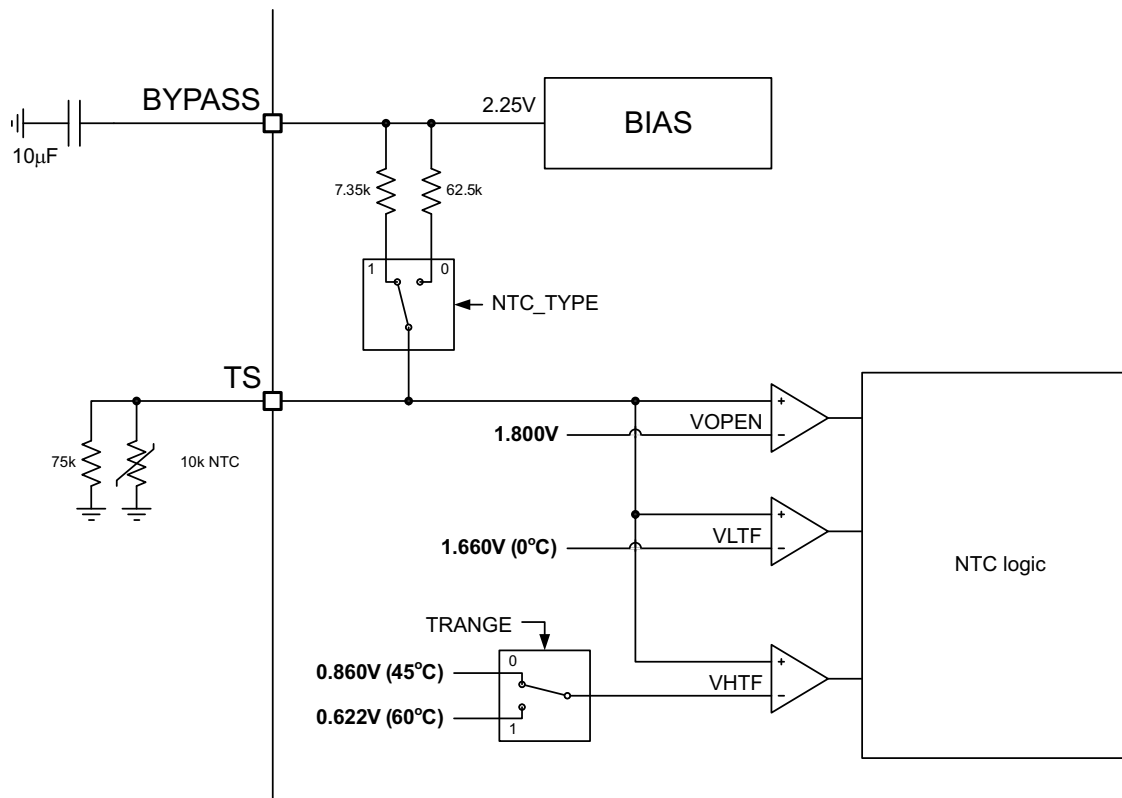 BYPASS
2.25V
BIAS
10μF
7.35k
62.5k
1
0
NTC_TYPE
TS
75k
10k NTC
+
VOPEN
-
1.800V
+
VLTF
-
1.660V (0°C)
NTC logic
TRANGE
0
0.860V (45°C)
+
VHTF
-
0.622V (60°C)
1